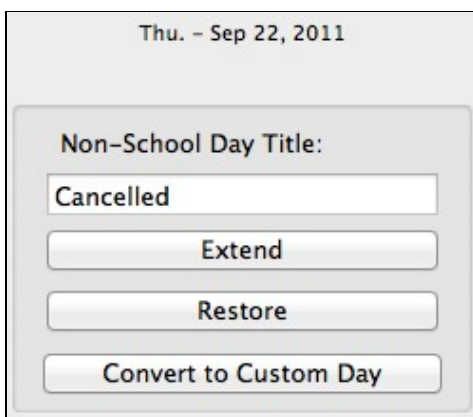 Thu. – Sep 22, 2011
Non-School Day Title:
Cancelled
Extend
Restore
Convert to Custom Day